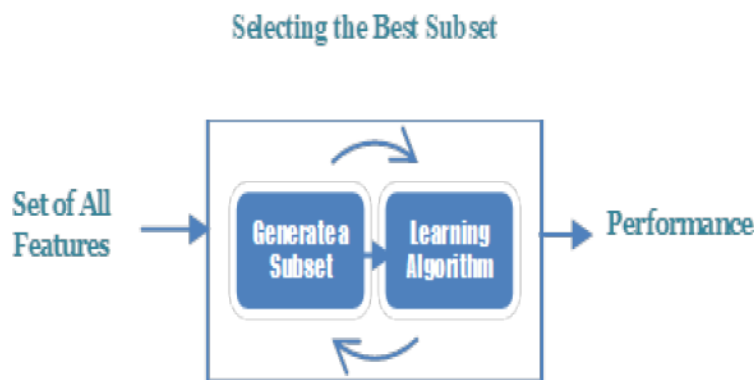 Selecting the Best Subset
Set of All
Features
Generate a
Subset
Learning
Algorithm
Performance